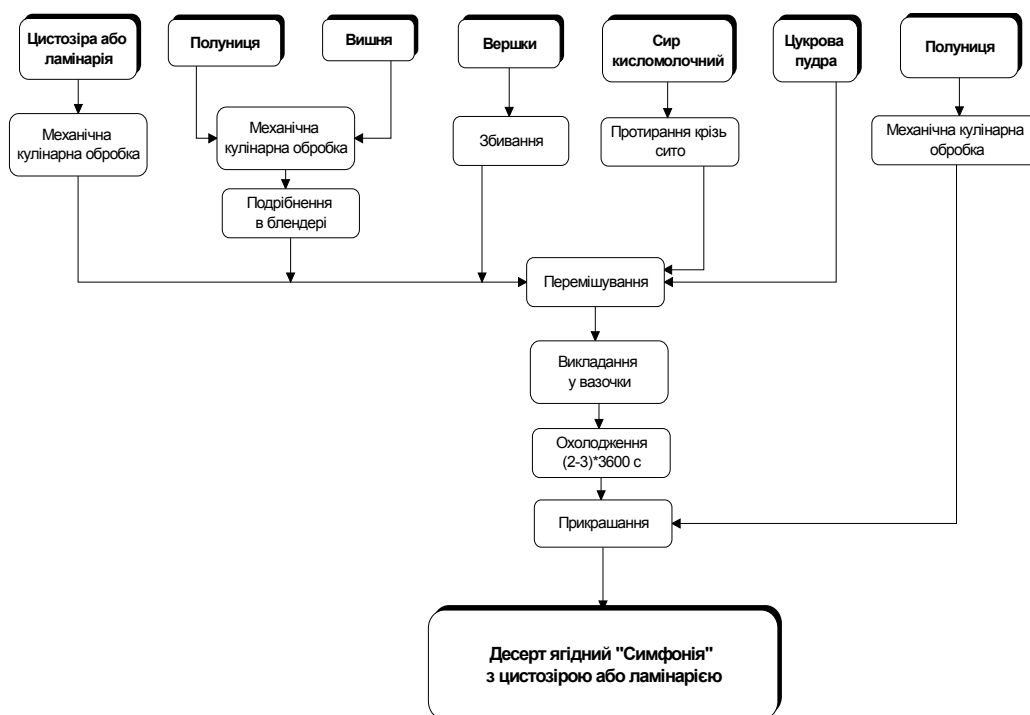 Цистозіра або
ламінарія
Полуниця
Вишня
Вершки
Сир
кисломолочний
Цукрова
пудра
Полуниця
Механічна
кулінарна обробка
Механічна
кулінарна обробка
Збивання
Протирання крізь
сито
Механічна кулінарна
обробка
Подрібнення
в блендері
Перемішування
Викладання
у вазочки
Охолодження
(2-3)*3600 с
Прикрашання
Десерт ягідний "Симфонія"
з цистозірою або ламінарією